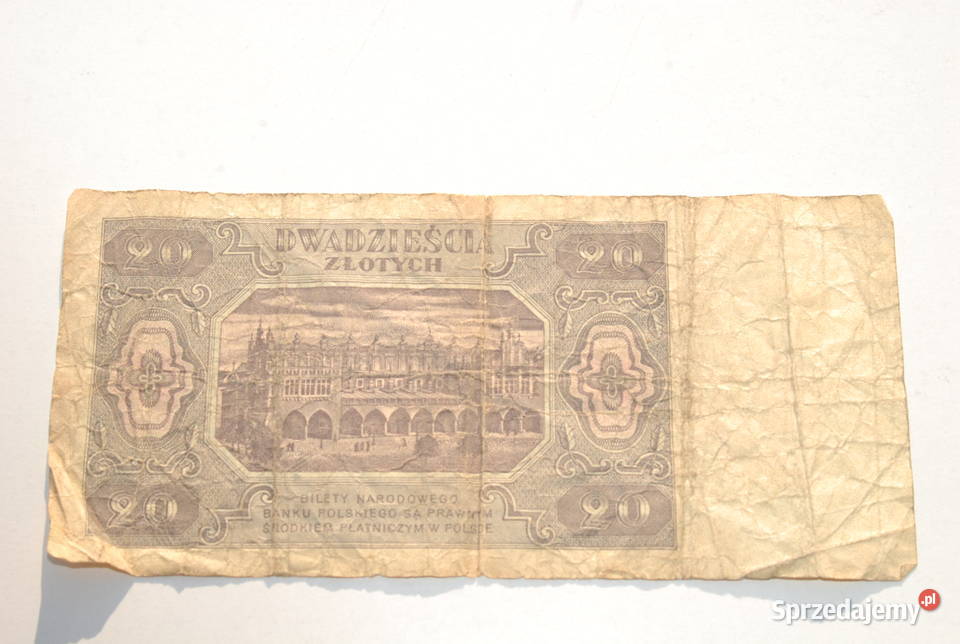 20 DWADZIEŚCIA 20
ZŁOTYCH
BILETY NARODOWEGO
BANKU POLSKIEGO SĄ PRAWNYM
ŚRODKIEM PŁATNICZYM W POLSCE
20 20
Sprzedajemy.pl